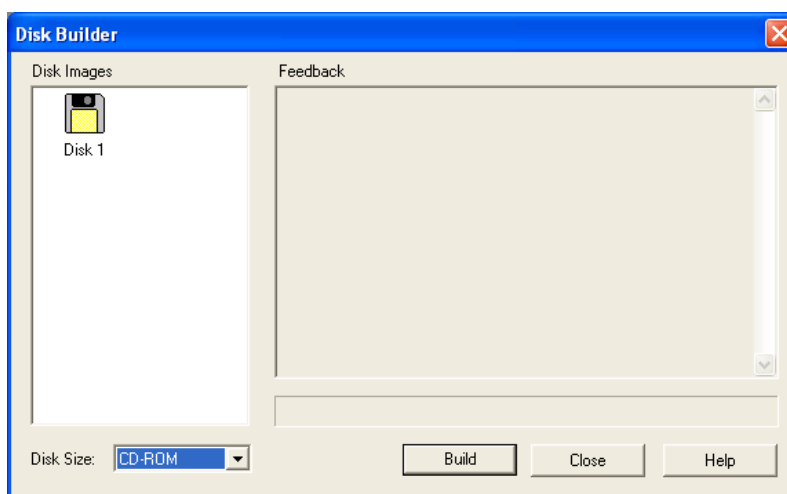 Disk Builder
Disk Images
Feedback
Disk 1
Disk Size: CD-ROM
Build
Close
Help